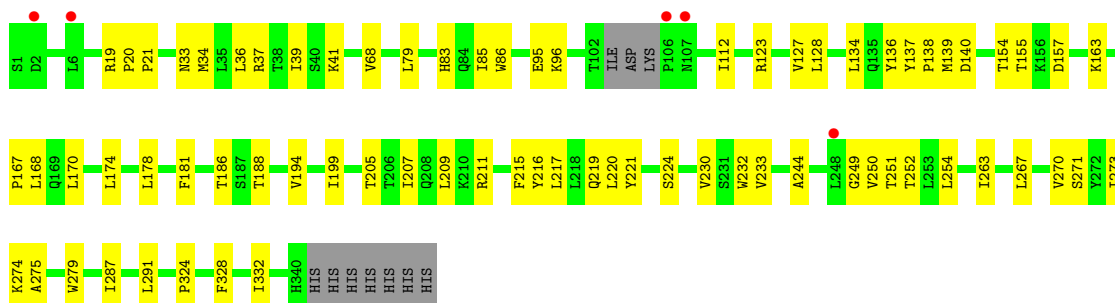 S1 D2 L6 R19 P20 P21 N33 M34 L35 L36 R37 T38 I39 S40 K41 V68 L79 H83 Q84 I85 W86 E95 K96 T102 ILE ASP LYS P106 N107 I112 R123 V127 L128 L134 Q135 Y136 Y137 P138 M139 D140 T154 T155 K156 D157 K163
P167 L168 Q169 L170 L174 L178 F181 T186 S187 T188 V194 I199 T205 T206 I207 Q208 L209 K210 R211 F215 Y216 L217 L218 Q219 L220 Y221 S224 V230 S231 W232 V233 A244 L248 G249 V250 T251 T252 L253 L254 I263 L267 V270 S271 Y272
K274 A275 W279 I287 L291 P324 F328 I332 H340 HIS HIS HIS HIS HIS HIS